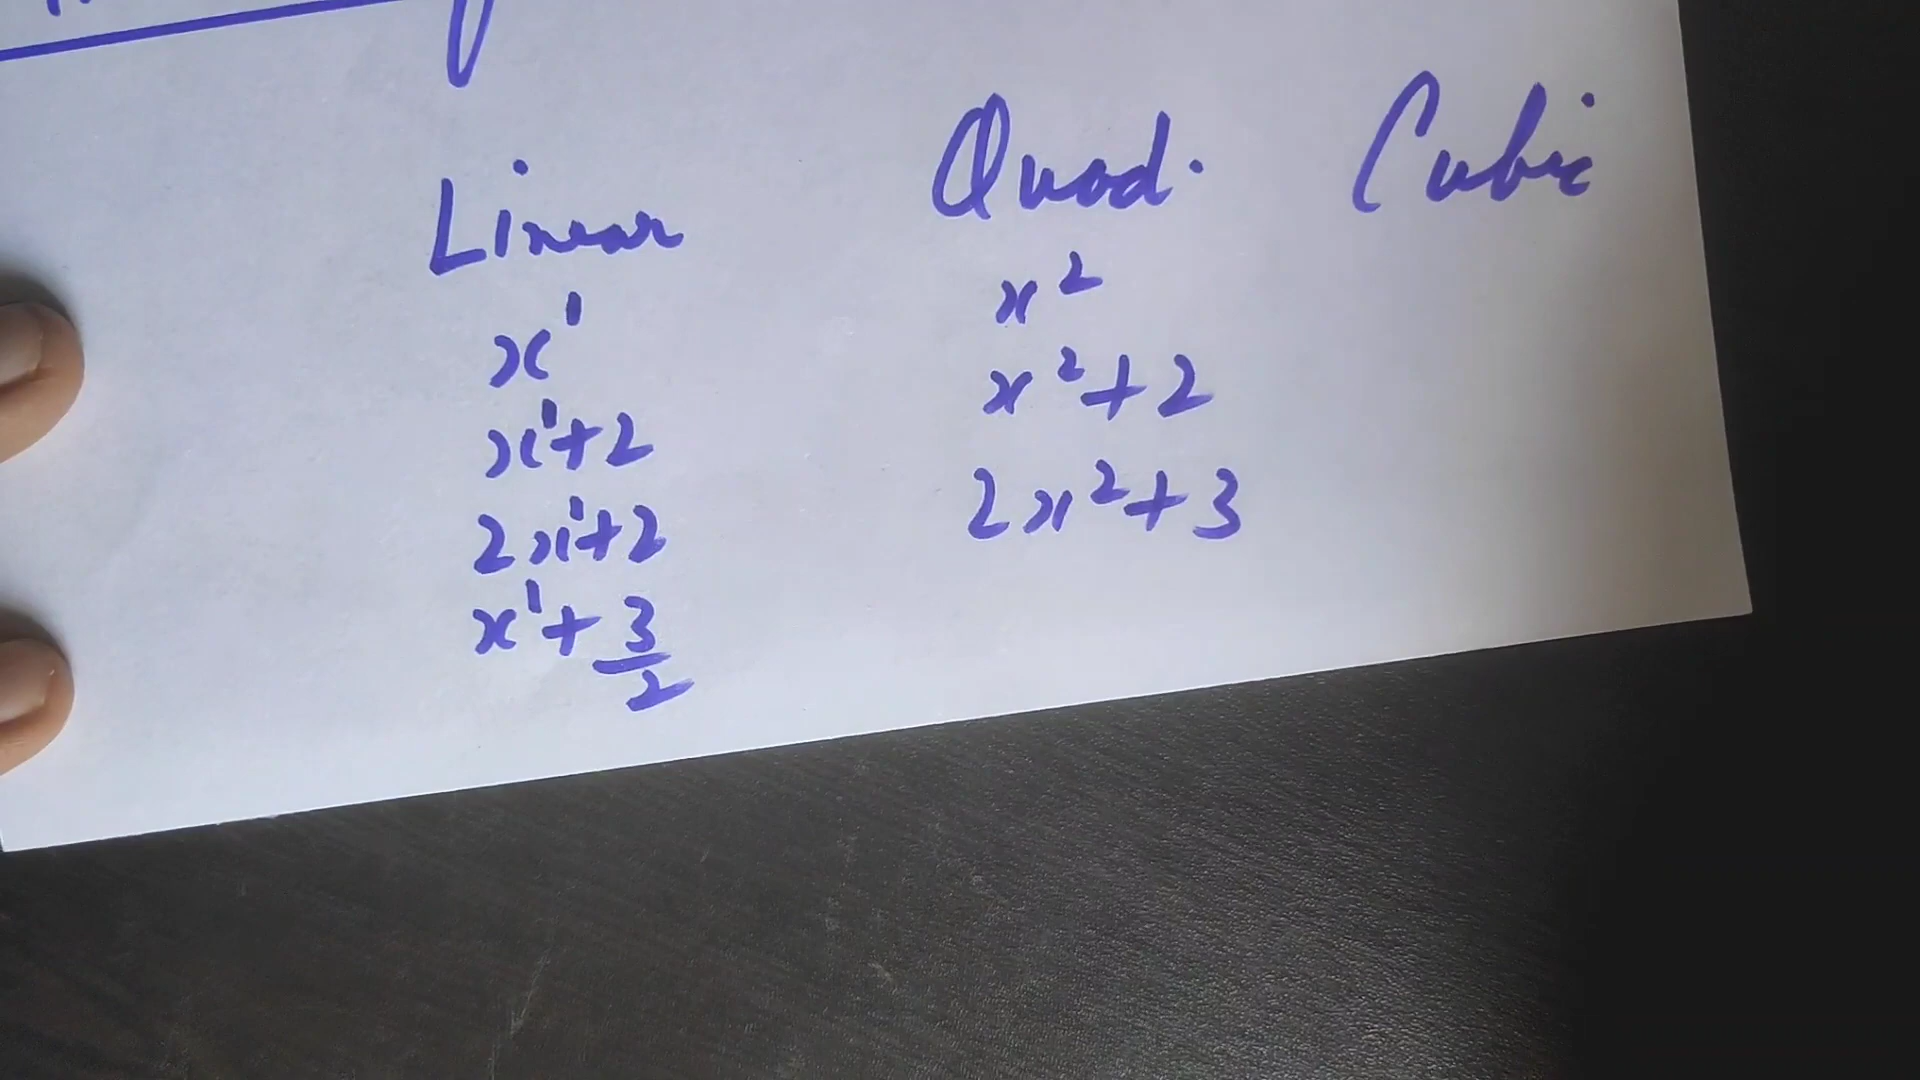 Linear Quad. Cubic
x¹ x²
x¹+2 x²+2
2x¹+2 2x²+3
x¹+3/2